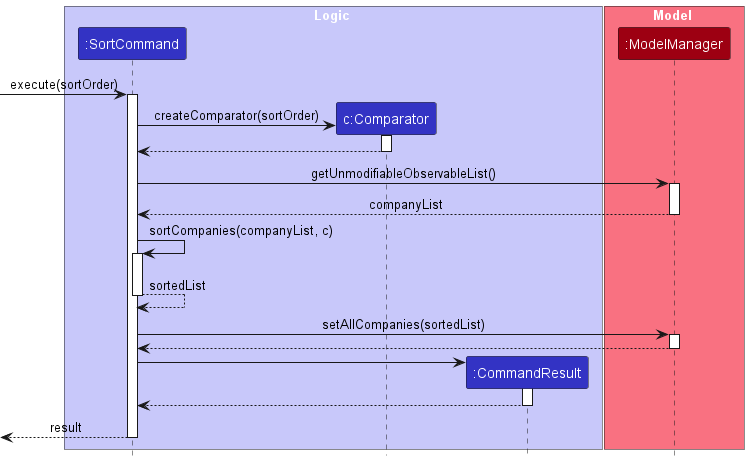 Logic
Model
:SortCommand
:ModelManager
execute(sortOrder)
createComparator(sortOrder)
c:Comparator
getUnmodifiableObservableList()
companyList
sortCompanies(companyList, c)
sortedList
setAllCompanies(sortedList)
:CommandResult
result